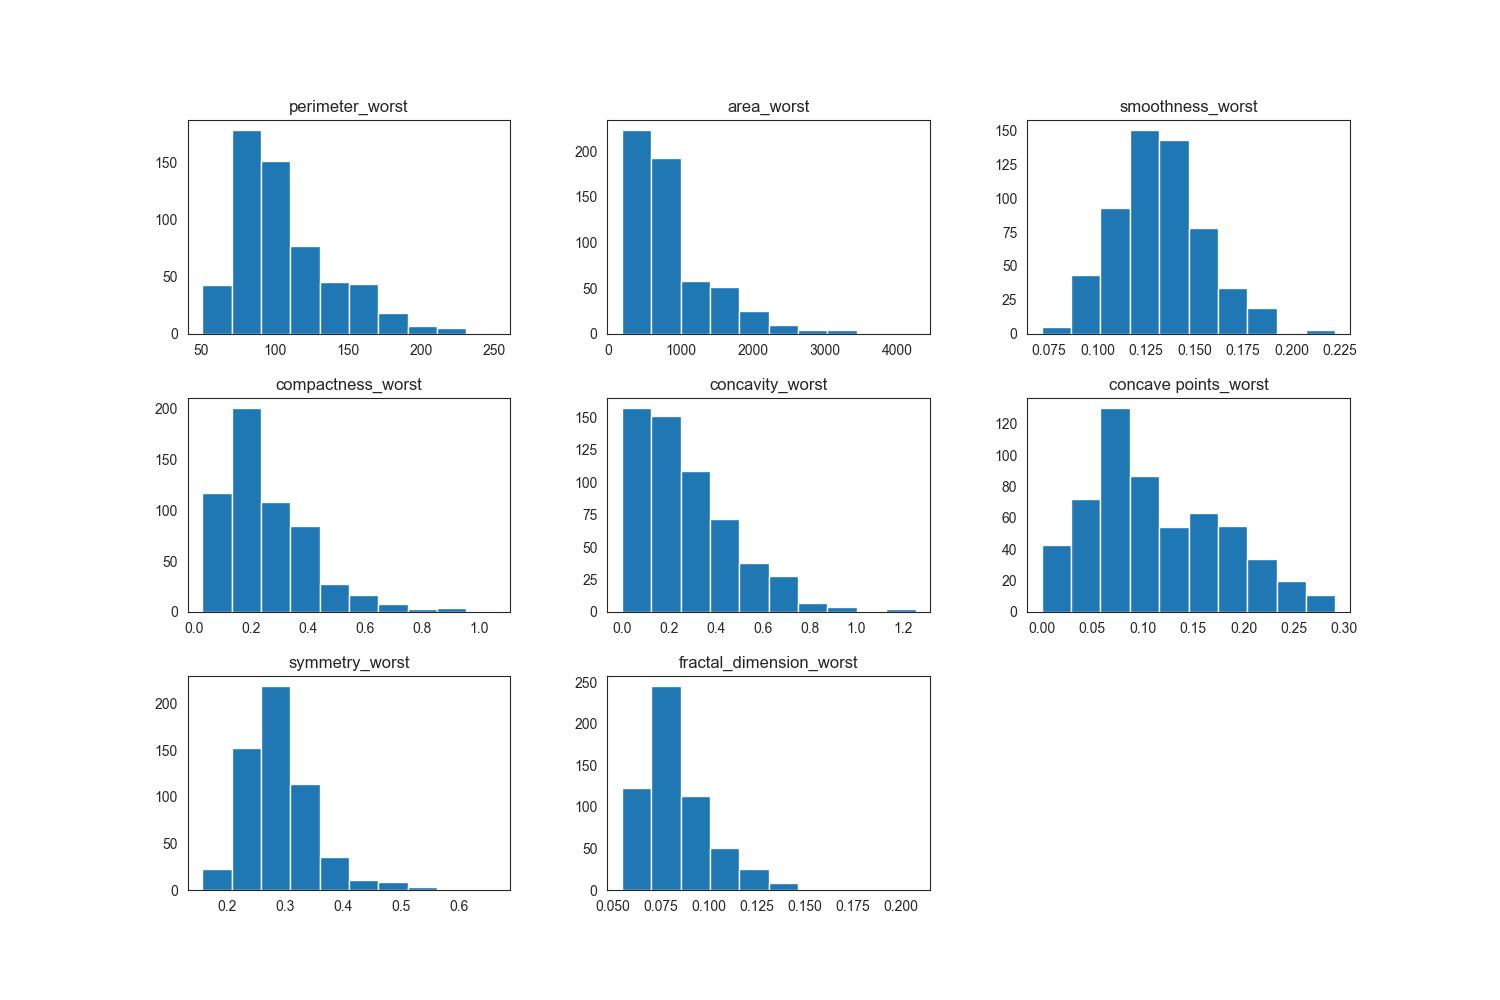 perimeter_worst
150
100
50
0
50 100 150 200 250
area_worst
200
150
100
50
0
0 1000 2000 3000 4000
smoothness_worst
150
125
100
75
50
25
0
0.075 0.100 0.125 0.150 0.175 0.200 0.225
compactness_worst
200
150
100
50
0
0.0 0.2 0.4 0.6 0.8 1.0
concavity_worst
150
125
100
75
50
25
0
0.0 0.2 0.4 0.6 0.8 1.0 1.2
concave points_worst
120
100
80
60
40
20
0
0.00 0.05 0.10 0.15 0.20 0.25 0.30
symmetry_worst
200
150
100
50
0
0.2 0.3 0.4 0.5 0.6
fractal_dimension_worst
250
200
150
100
50
0
0.050 0.075 0.100 0.125 0.150 0.175 0.200